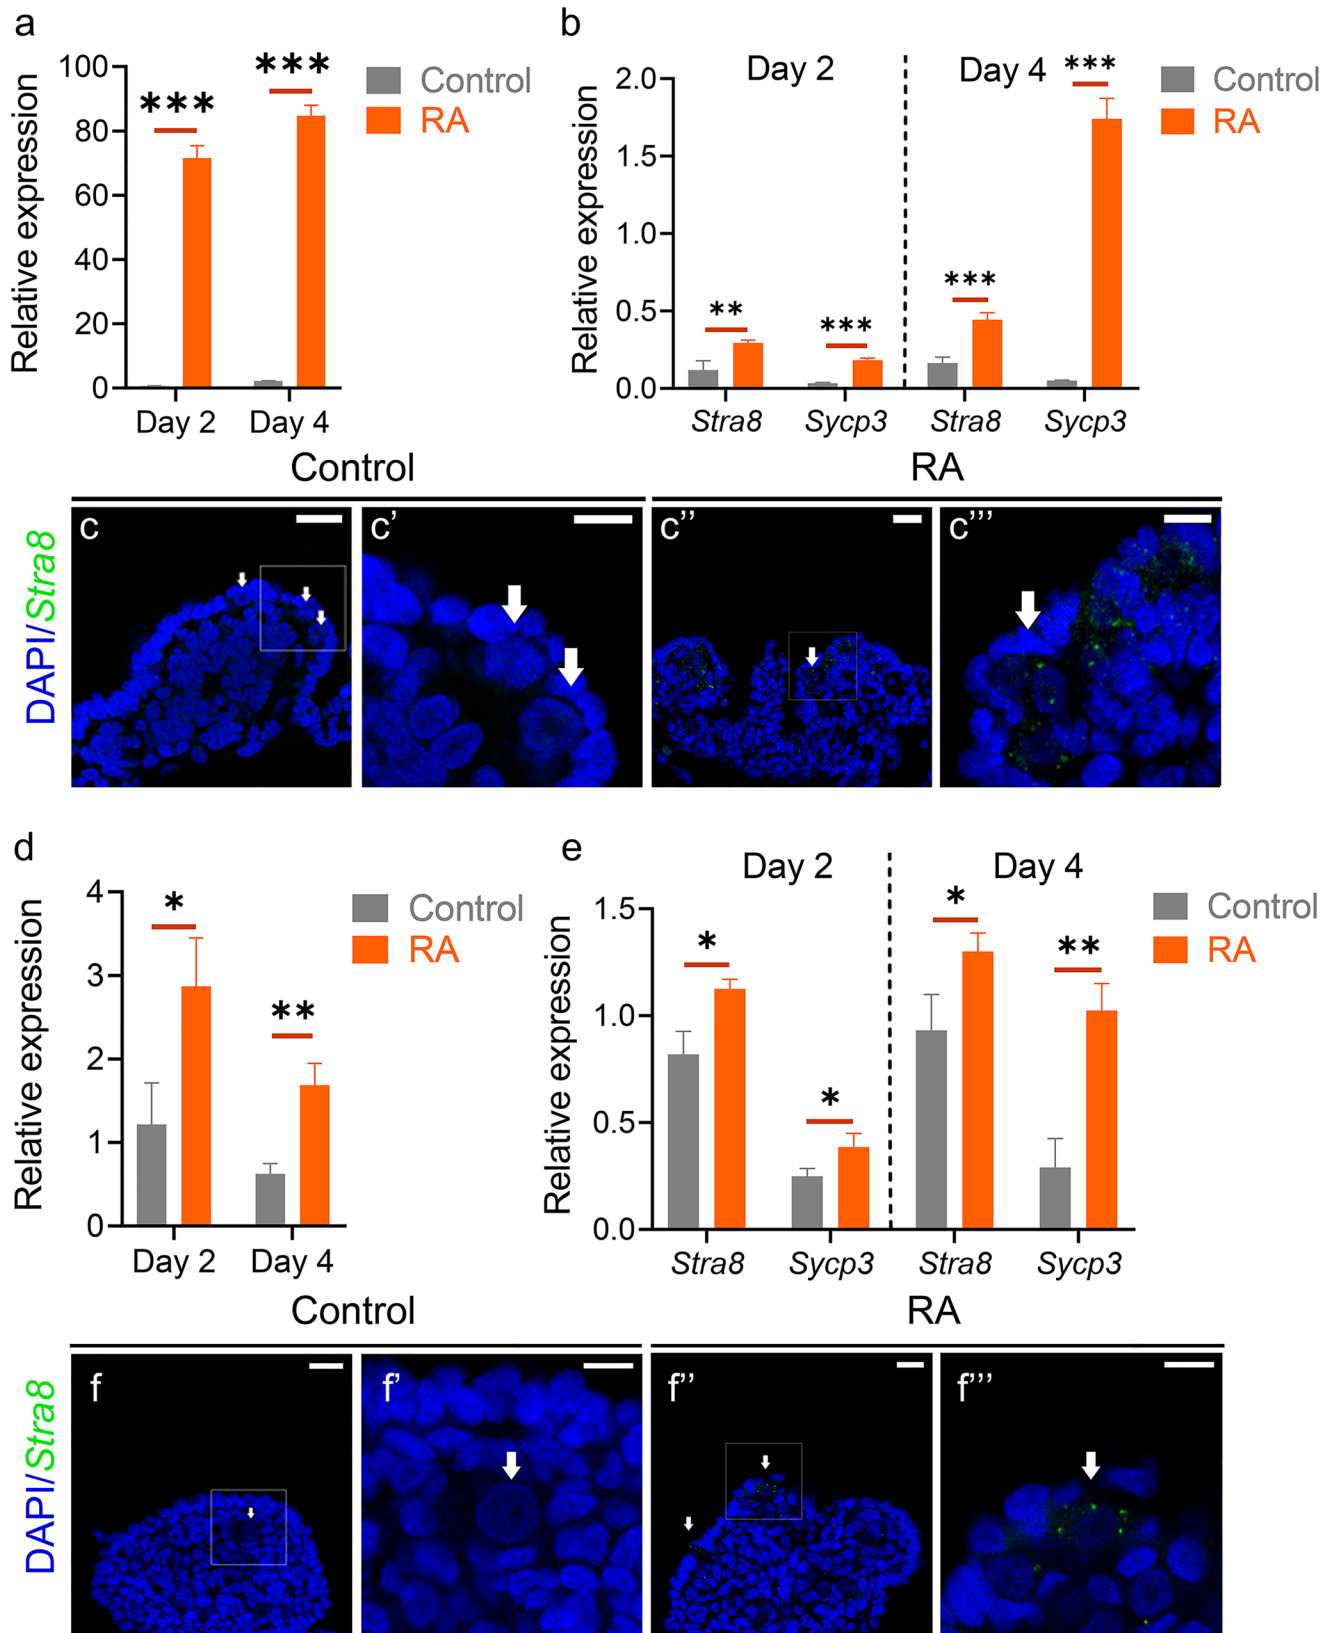 a
Relative expression
100
80
60
40
20
0
***
***
Day 2
Day 4
Control
RA
b
Relative expression
2.0
1.5
1.0
0.5
0.0
Day 2
Day 4
**
***
***
***
Stra8
Sycp3
Stra8
Sycp3
Control
RA
Control
RA
DAPI/Stra8
c
c’
c’’
c’’’
d
Relative expression
4
3
2
1
0
*
**
Day 2
Day 4
Control
RA
e
Relative expression
1.5
1.0
0.5
0.0
Day 2
Day 4
*
*
*
**
Stra8
Sycp3
Stra8
Sycp3
Control
RA
Control
RA
DAPI/Stra8
f
f’
f’’
f’’’